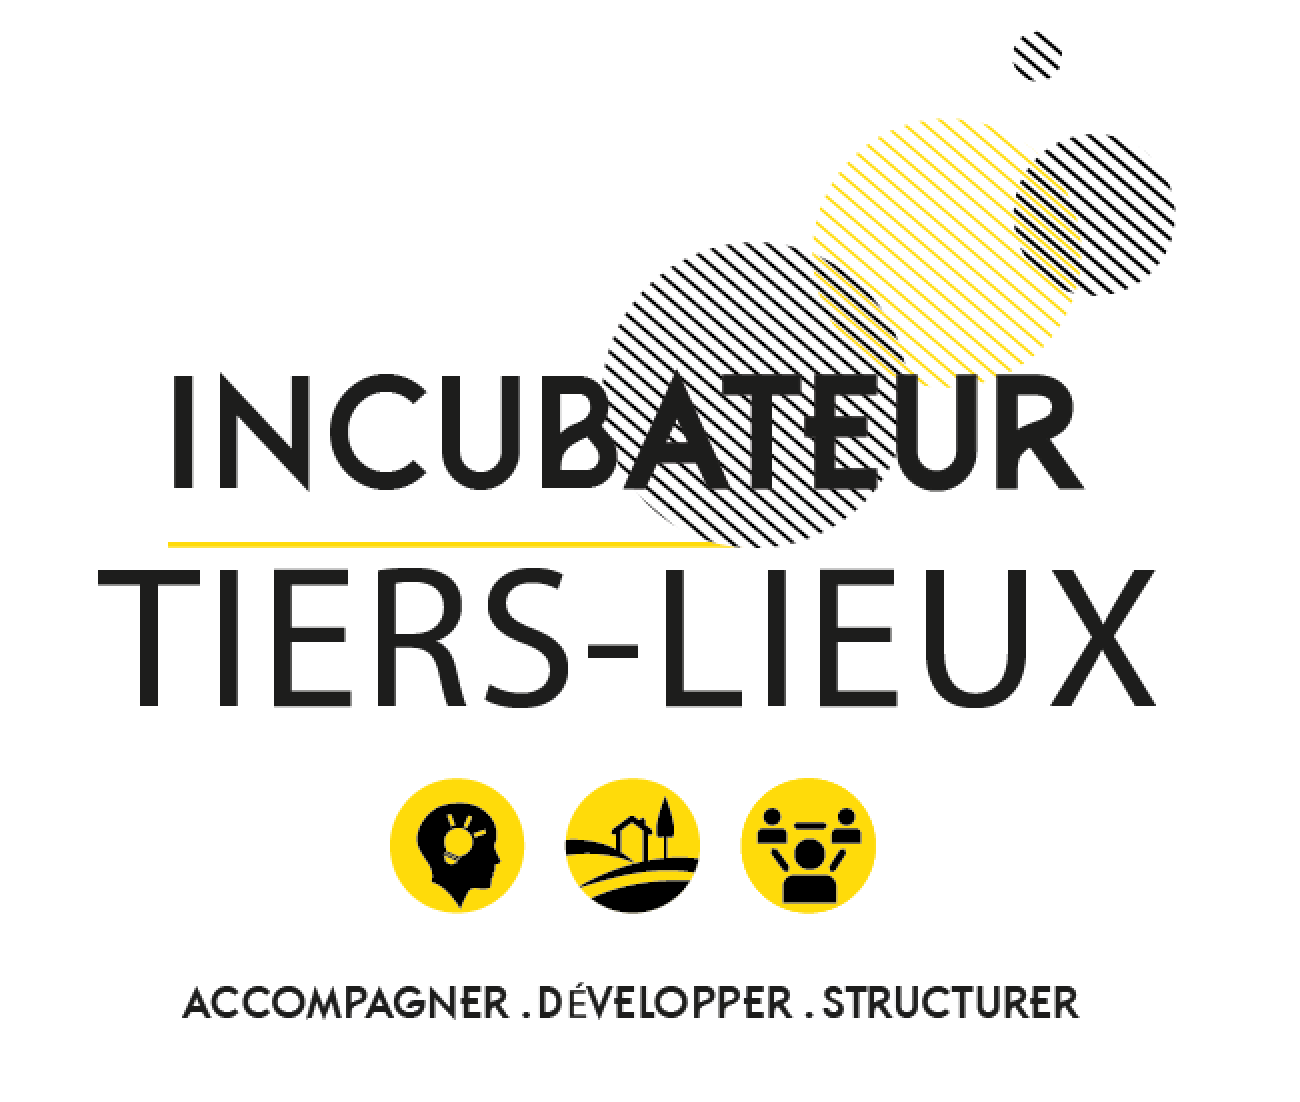 INCUBATEUR
TIERS-LIEUX
ACCOMPAGNER . DÉVELOPPER . STRUCTURER